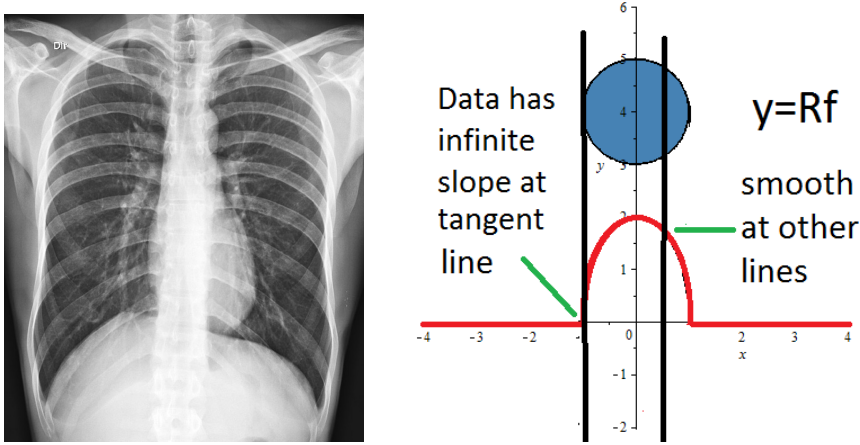 Dir
Data has
infinite
slope at
tangent
line
y=Rf
smooth
at other
lines
6
5
4
3
y
2
1
-4 -3 -2 -1 0 2 3 4
x
-1
-2